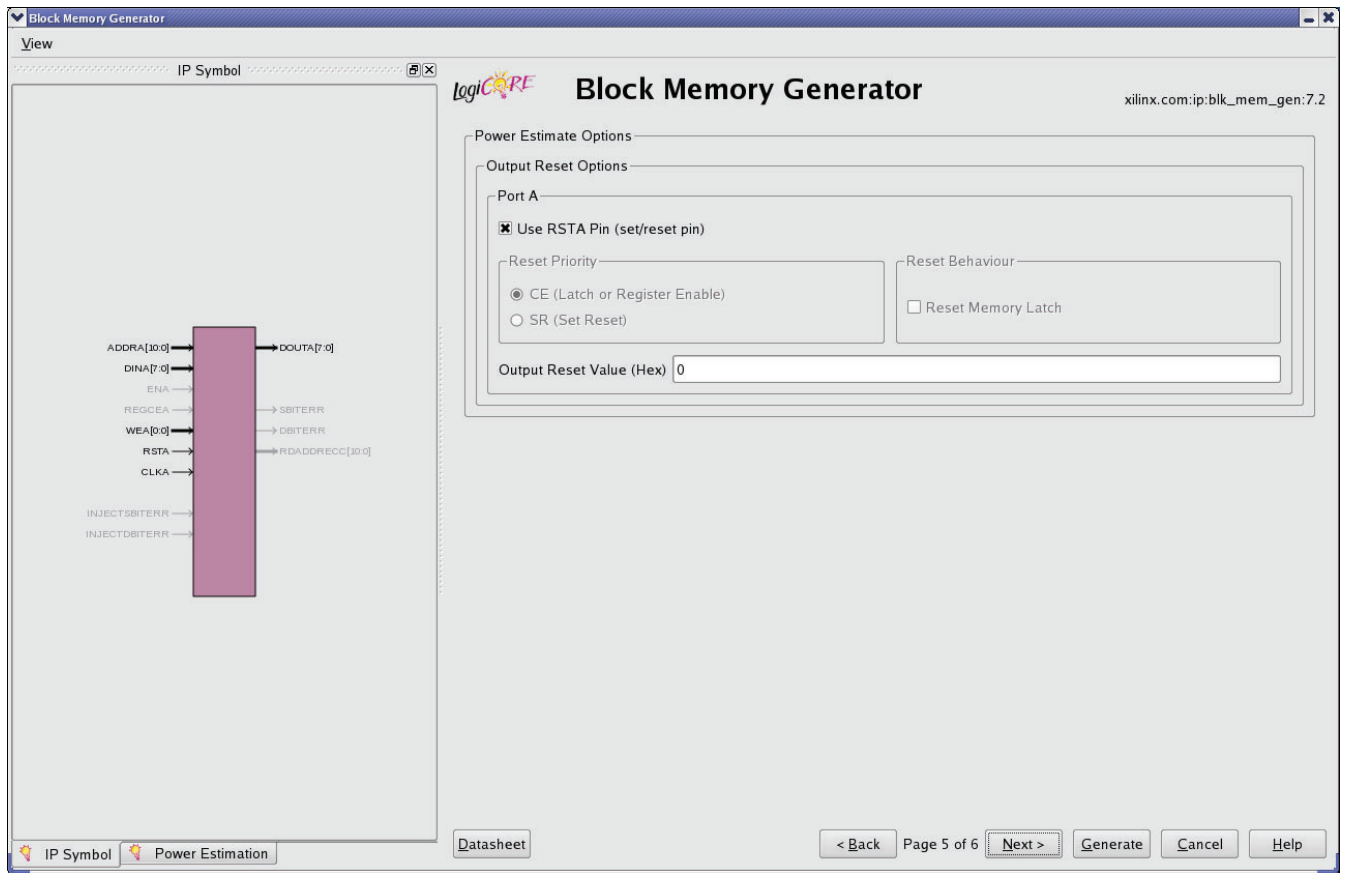 Block Memory Generator
View
IP Symbol
LogiCORE
Block Memory Generator
xilinx.com:ip:blk_mem_gen:7.2
Power Estimate Options
Output Reset Options
Port A
Use RSTA Pin (set/reset pin)
Reset Priority
CE (Latch or Register Enable)
SR (Set Reset)
Reset Behaviour
Reset Memory Latch
Output Reset Value (Hex) 0
ADDRA[10:0]
DINA[7:0]
ENA
REGCEA
WEA[0:0]
RSTA
CLKA
INJECTSBITERR
INJECTDBITERR
DOUTA[7:0]
SBITERR
DBITERR
RDADDRECC[10:0]
IP Symbol
Power Estimation
Datasheet
< Back
Page 5 of 6
Next >
Generate
Cancel
Help